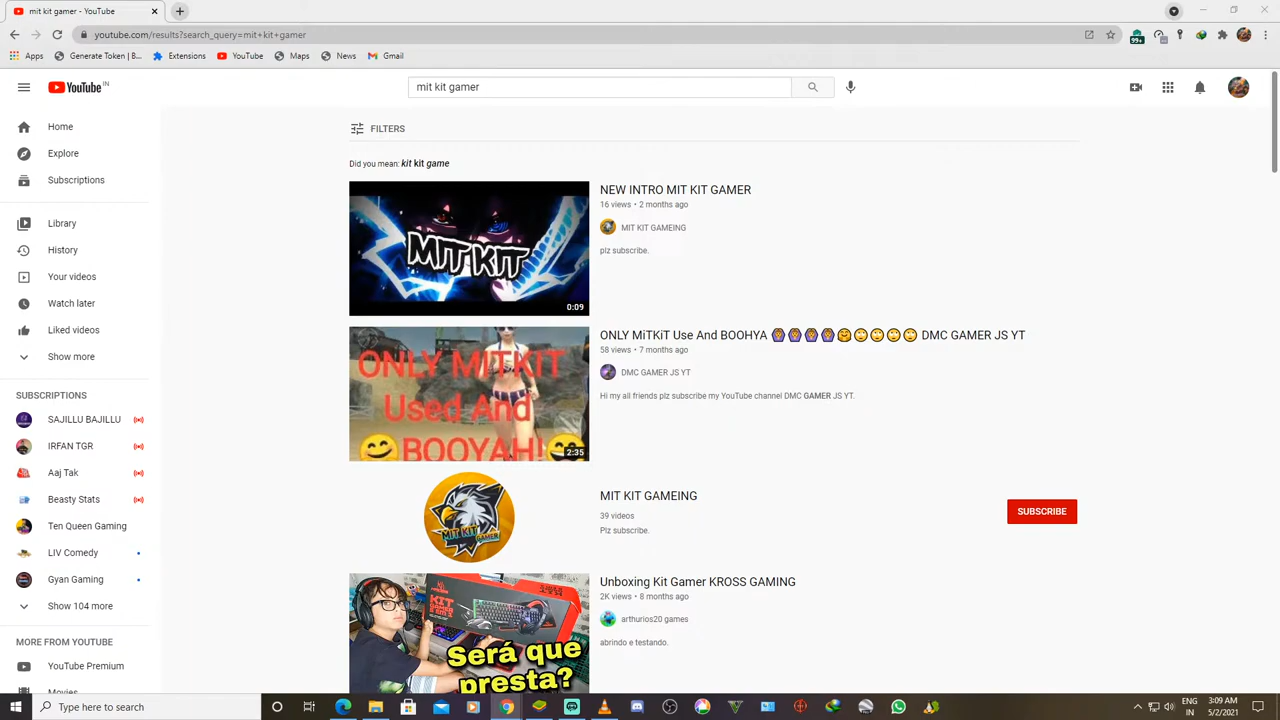 mit kit gamer - YouTube
youtube.com/results?search_query=mit+kit+gamer
99+
Apps
Generate Token | B...
Extensions
YouTube
Maps
News
Gmail
YouTube IN
mit kit gamer
Home
Explore
Subscriptions
Library
History
Your videos
Watch later
Liked videos
Show more
SUBSCRIPTIONS
SAJILLU BAJILLU
IRFAN TGR
Aaj Tak
Beasty Stats
Ten Queen Gaming
LIV Comedy
Gyan Gaming
Show 104 more
MORE FROM YOUTUBE
YouTube Premium
Movies
FILTERS
Did you mean: kit kit game
MIT KIT
0:09
NEW INTRO MIT KIT GAMER
16 views • 2 months ago
MIT KIT GAMEING
plz subscribe.
ONLY MITKIT
Used And
BOOYAH!
2:35
ONLY MiTKiT Use And BOOHYA 🙆🙆🙆🙆🤗🙄🙄🙄🙄 DMC GAMER JS YT
58 views • 7 months ago
DMC GAMER JS YT
Hi my all friends plz subscribe my YouTube channel DMC GAMER JS YT.
MIT KIT
GAMER
MIT KIT GAMEING
39 videos
Plz subscribe.
SUBSCRIBE
KIT
Será que
presta?
Unboxing Kit Gamer KROSS GAMING
2K views • 8 months ago
arthurios20 games
abrindo e testando.
Type here to search
ENG
IN
3:09 AM
5/2/2021